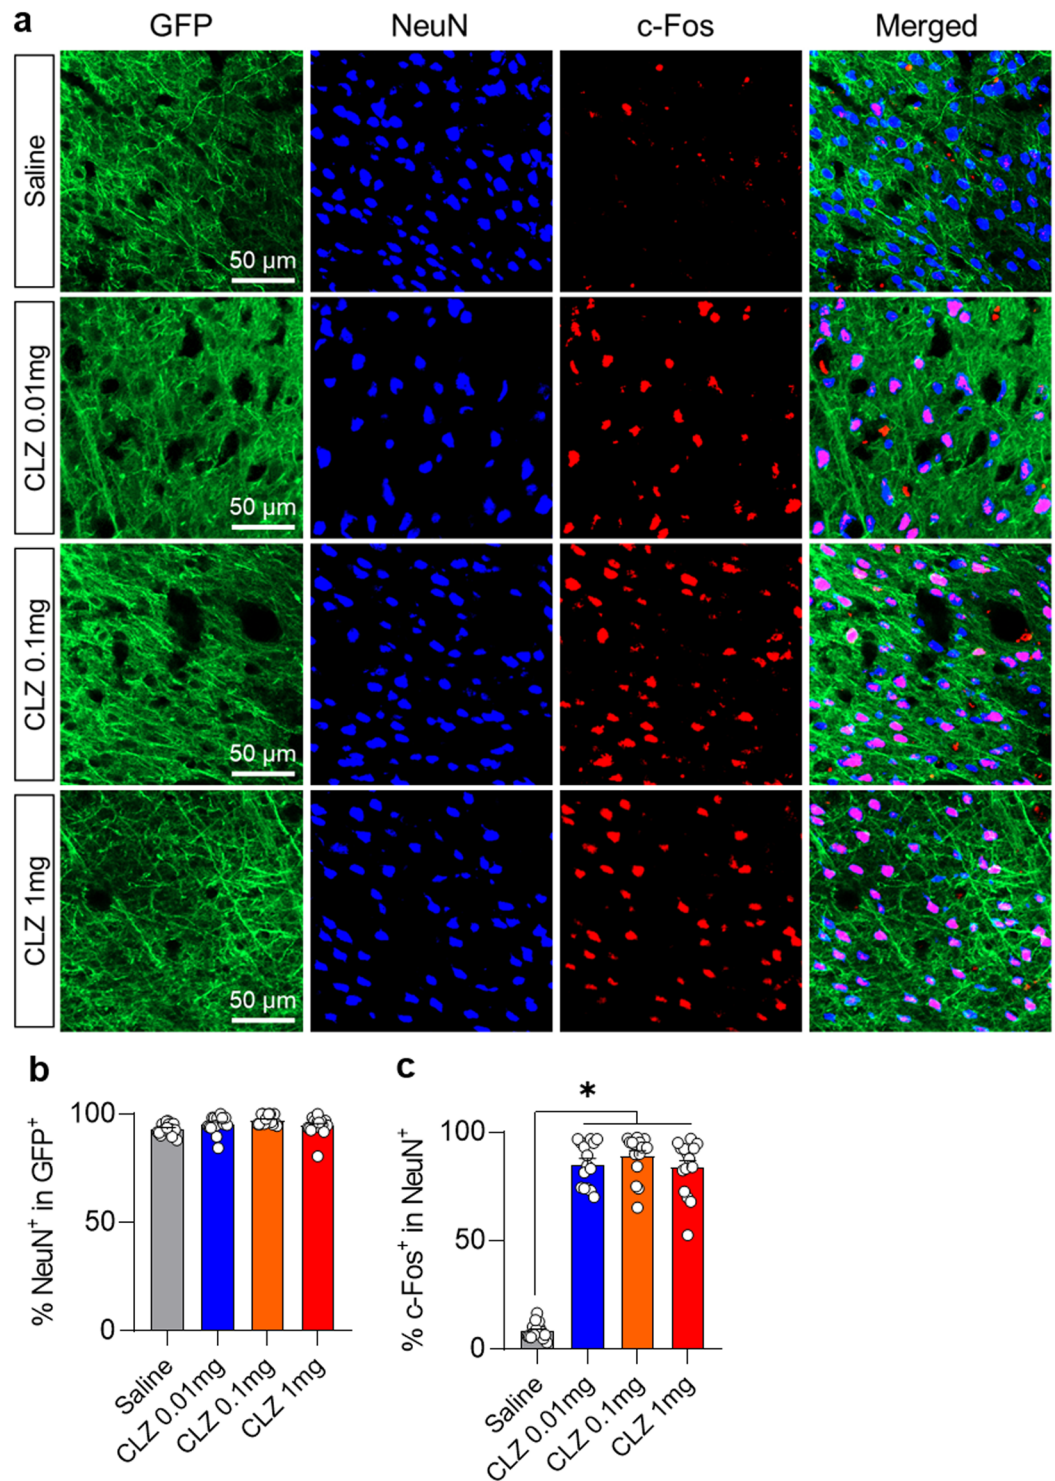 a
GFP NeuN c-Fos Merged
Saline
50 µm
CLZ 0.01mg
50 µm
CLZ 0.1mg
50 µm
CLZ 1mg
50 µm
b
% NeuN⁺ in GFP⁺
100
50
0
Saline
CLZ 0.01mg
CLZ 0.1mg
CLZ 1mg
c
*
% c-Fos⁺ in NeuN⁺
100
50
0
Saline
CLZ 0.01mg
CLZ 0.1mg
CLZ 1mg